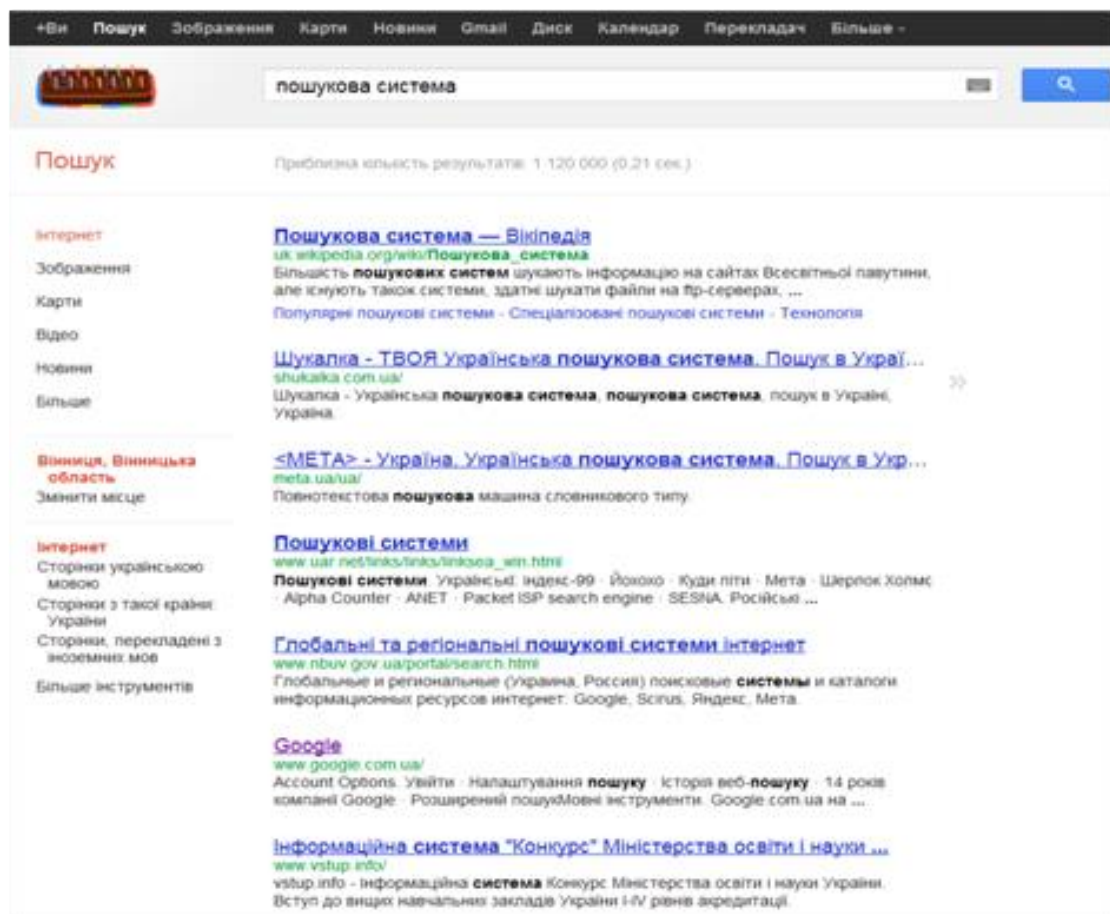 +Ви Пошук Зображення Карти Новини Gmail Диск Календар Перекладач Більше
пошукова система
Пошук
Приблизна кількість результатів: 1 120 000 (0,21 сек.)
Інтернет
Зображення
Карти
Відео
Новини
Більше
Вінниця, Вінницька
область
Змінити місце
Інтернет
Сторінки українською
мовою
Сторінки з такої країни:
Україна
Сторінки, перекладені з
іноземних мов
Більше інструментів
Пошукова система — Вікіпедія
uk.wikipedia.org/wiki/Пошукова_система
Більшість пошукових систем шукають інформацію на сайтах Всесвітньої павутини,
але існують також системи, здатні шукати файли на ftp-серверах, ...
Популярні пошукові системи - Спеціалізовані пошукові системи - Технологія
Шукалка - ТВОЯ Українська пошукова система. Пошук в Украї...
shukalka.com.ua/
Шукалка - Українська пошукова система, пошукова система, пошук в Україні,
Україна.
<META> - Україна. Українська пошукова система. Пошук в Укр...
meta.ua/ua/
Повнотекстова пошукова машина словникового типу.
Пошукові системи
www.uar.net/links/links/linksea_win.html
Пошукові системи. Українські: Індекс-99 · Йохохо · Куди піти · Мета · Шерлок Холмс
· Alpha Counter · ANET · Packet ISP search engine · SESNA. Російські ...
Глобальні та регіональні пошукові системи інтернет
www.nbuv.gov.ua/portal/search.html
Глобальные и региональные (Украина, Россия) поисковые системы и каталоги
информационных ресурсов интернет: Google, Scirus, Яндекс, Мета.
Google
www.google.com.ua/
Account Options. Увійти · Налаштування пошуку · Історія веб-пошуку · 14 років
компанії Google · Розширений пошукМовні інструменти. Google.com.ua на ...
Інформаційна система "Конкурс" Міністерства освіти і науки ...
www.vstup.info/
vstup.info - Інформаційна система Конкурс Міністерства освіти і науки України.
Вступ до вищих навчальних закладів України I-IV рівнів акредитації.